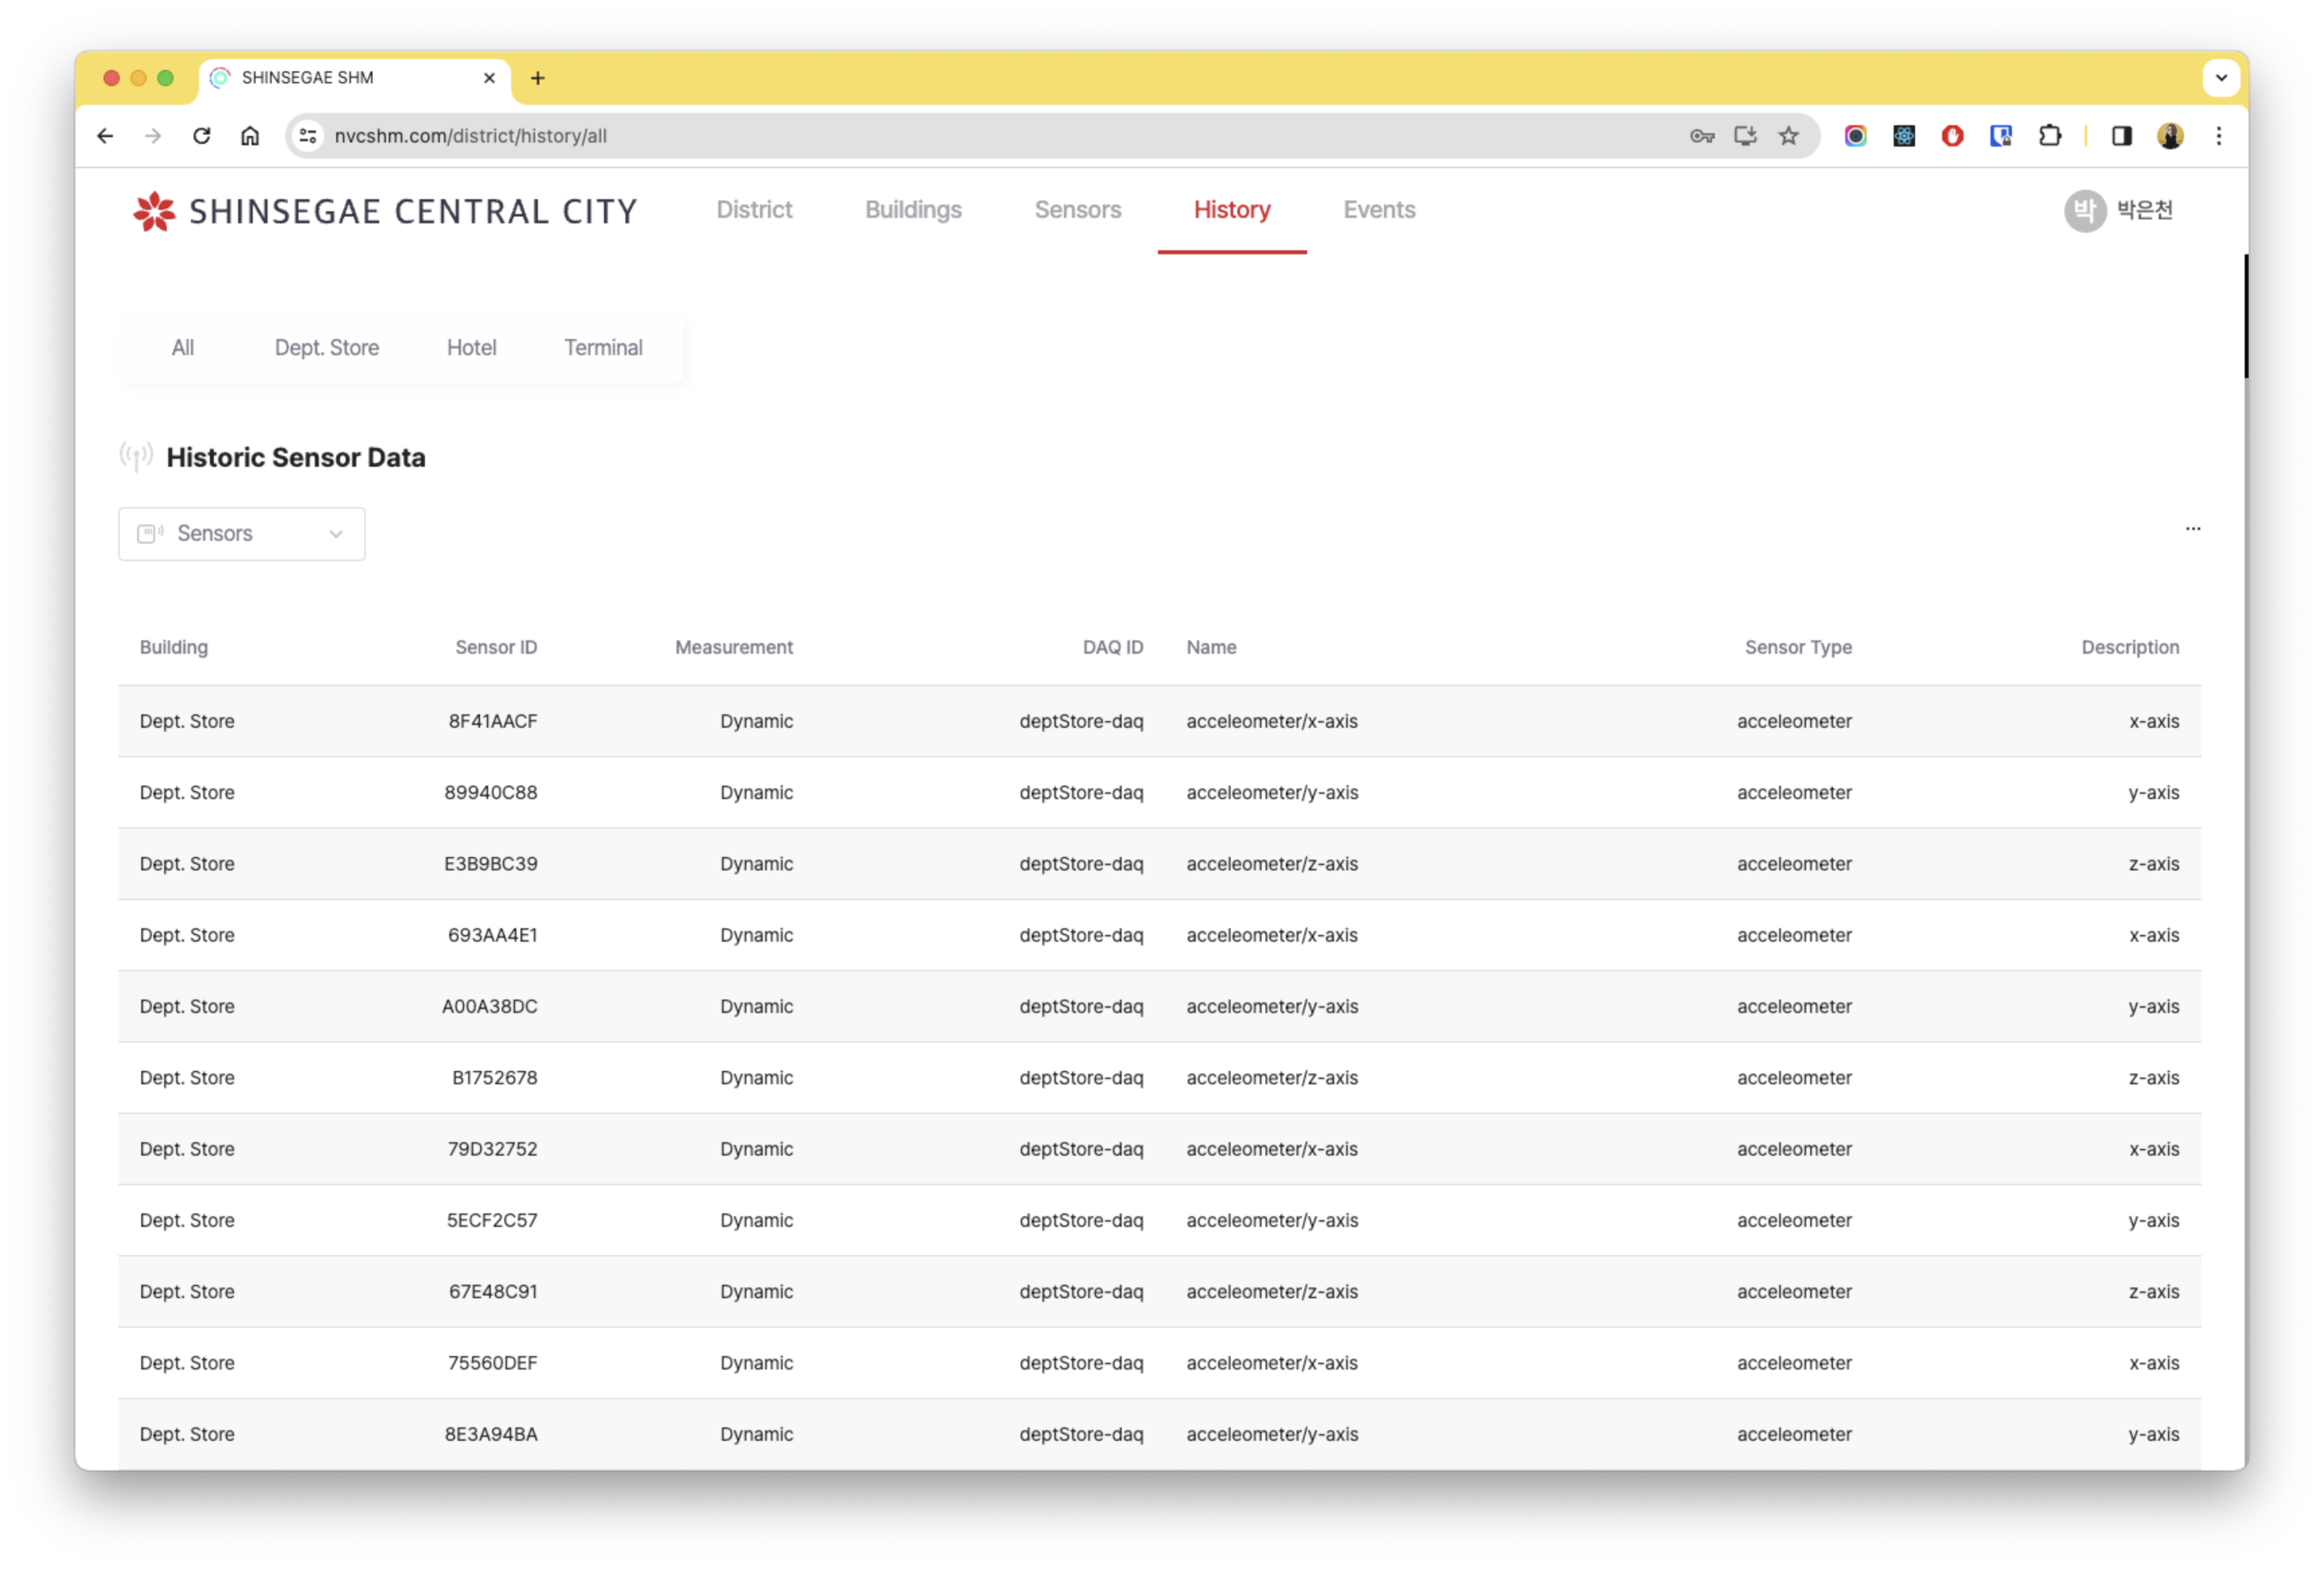 SHINSEGAE SHM
nvcshm.com/district/history/all
SHINSEGAE CENTRAL CITY District Buildings Sensors History Events 박 박은천
All Dept. Store Hotel Terminal
Historic Sensor Data
Sensors
Building Sensor ID Measurement DAQ ID Name Sensor Type Description
Dept. Store 8F41AACF Dynamic deptStore-daq acceleometer/x-axis acceleometer x-axis
Dept. Store 89940C88 Dynamic deptStore-daq acceleometer/y-axis acceleometer y-axis
Dept. Store E3B9BC39 Dynamic deptStore-daq acceleometer/z-axis acceleometer z-axis
Dept. Store 693AA4E1 Dynamic deptStore-daq acceleometer/x-axis acceleometer x-axis
Dept. Store A00A38DC Dynamic deptStore-daq acceleometer/y-axis acceleometer y-axis
Dept. Store B1752678 Dynamic deptStore-daq acceleometer/z-axis acceleometer z-axis
Dept. Store 79D32752 Dynamic deptStore-daq acceleometer/x-axis acceleometer x-axis
Dept. Store 5ECF2C57 Dynamic deptStore-daq acceleometer/y-axis acceleometer y-axis
Dept. Store 67E48C91 Dynamic deptStore-daq acceleometer/z-axis acceleometer z-axis
Dept. Store 75560DEF Dynamic deptStore-daq acceleometer/x-axis acceleometer x-axis
Dept. Store 8E3A94BA Dynamic deptStore-daq acceleometer/y-axis acceleometer y-axis